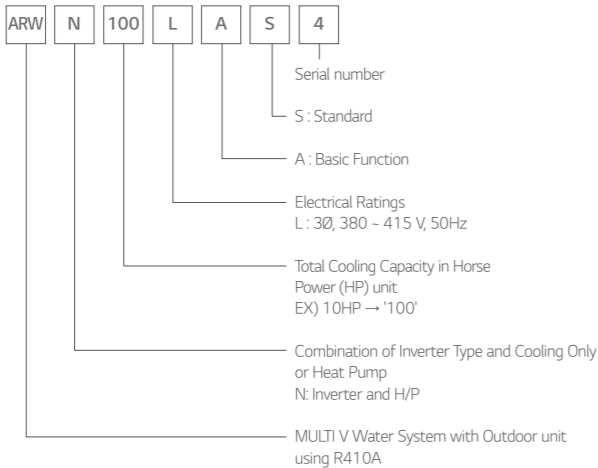 ARW N 100 L A S 4
Serial number
S : Standard
A : Basic Function
Electrical Ratings
L : 3Ø, 380 ~ 415 V, 50Hz
Total Cooling Capacity in Horse
Power (HP) unit
EX) 10HP → '100'
Combination of Inverter Type and Cooling Only
or Heat Pump
N: Inverter and H/P
MULTI V Water System with Outdoor unit
using R410A